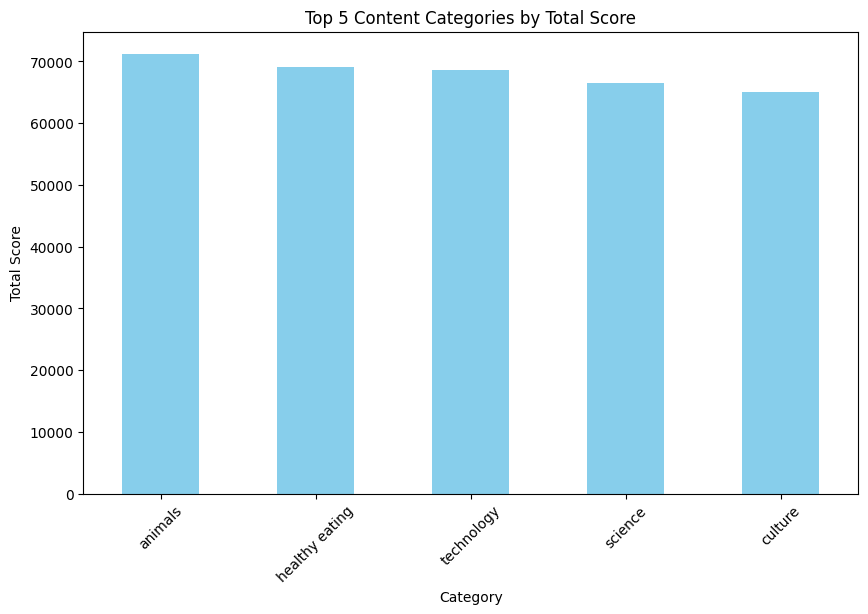 Top 5 Content Categories by Total Score
Total Score
70000
60000
50000
40000
30000
20000
10000
0
animals
healthy eating
technology
science
culture
Category